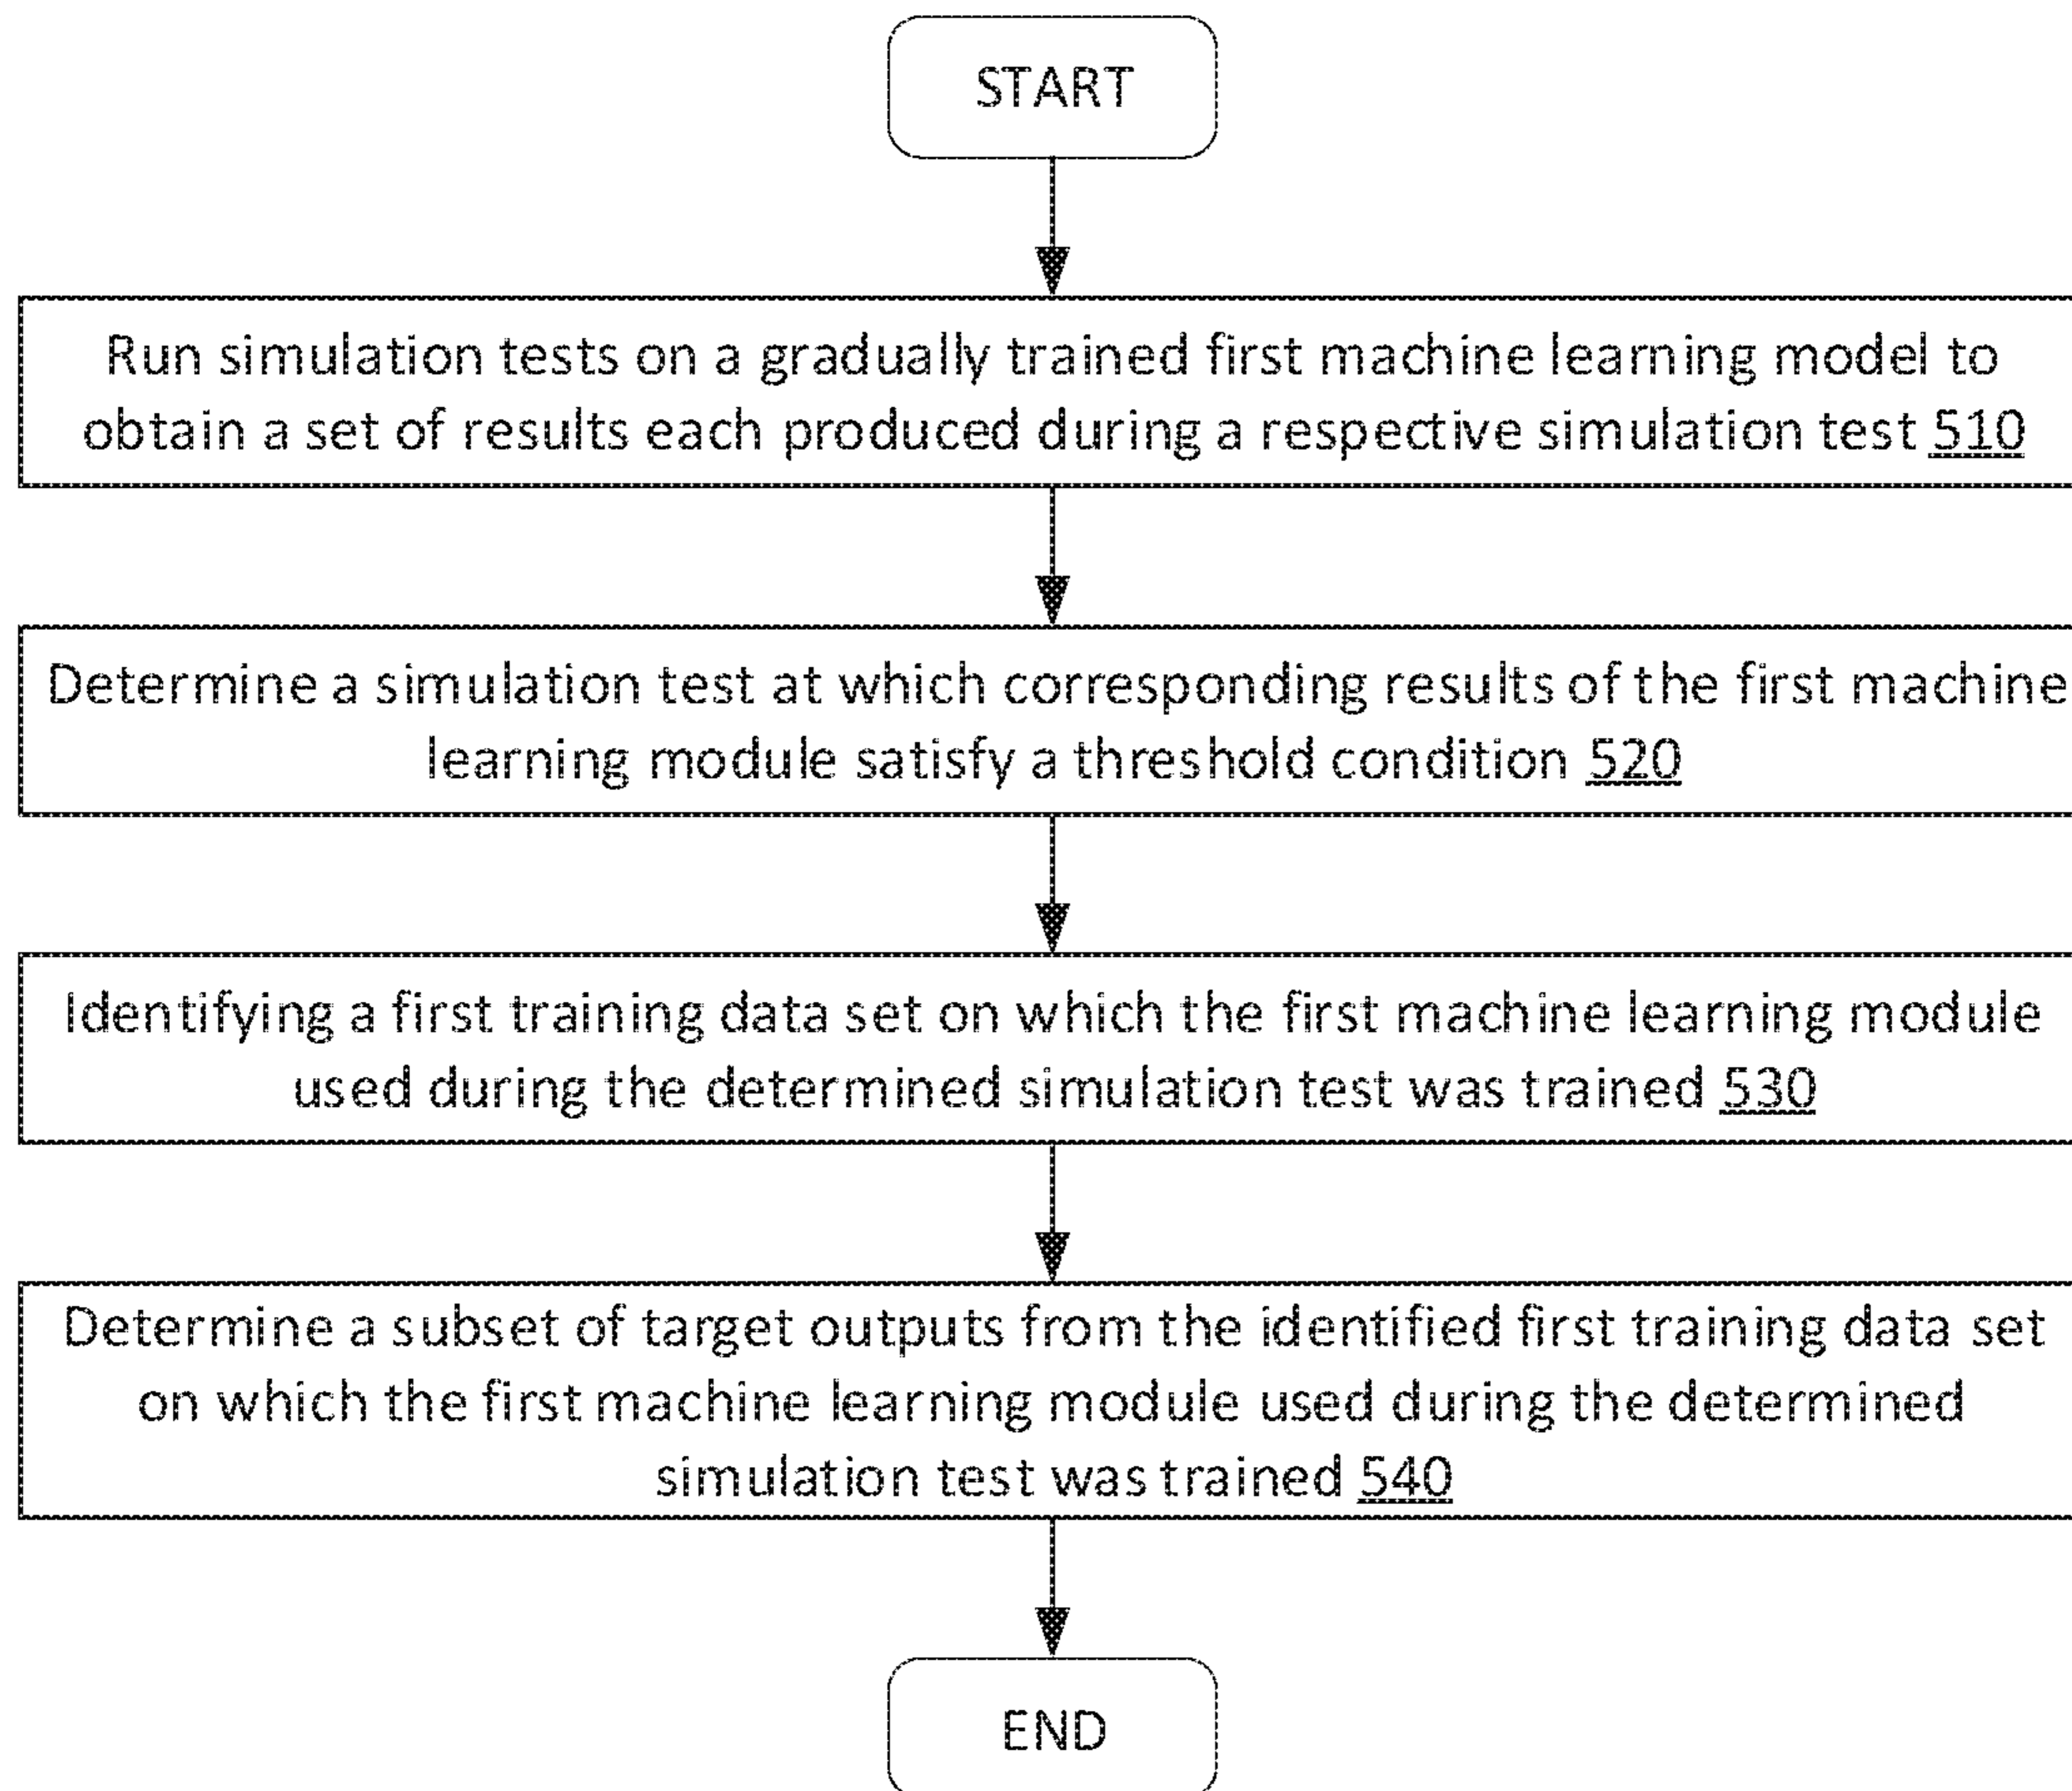 START
Run simulation tests on a gradually trained first machine learning model to
obtain a set of results each produced during a respective simulation test 510
Determine a simulation test at which corresponding results of the first machine
learning module satisfy a threshold condition 520
Identifying a first training data set on which the first machine learning module
used during the determined simulation test was trained 530
Determine a subset of target outputs from the identified first training data set
on which the first machine learning module used during the determined
simulation test was trained 540
END